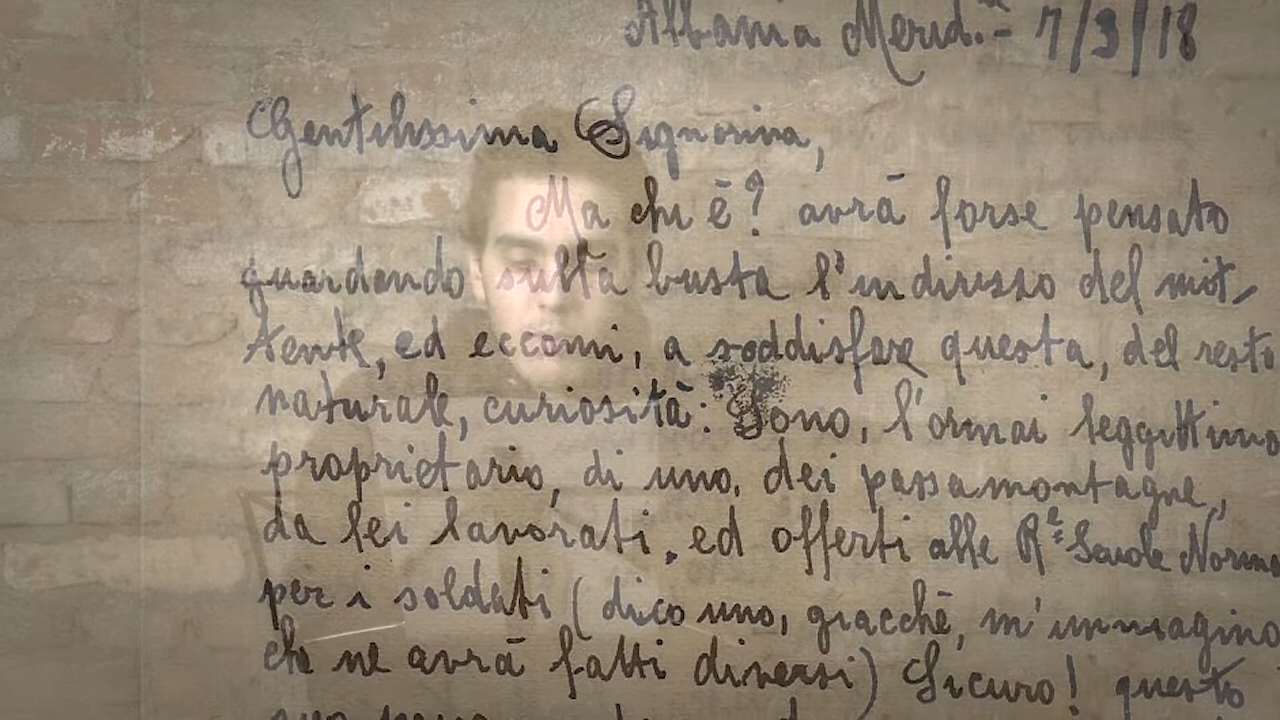 Albania Merid.le - 7/3/18
Gentilissima Signorina,
Ma chi è? avrà forse pensato
guardando sulla busta l'indirizzo del mit-
tente, ed eccomi, a soddisfare questa, del resto
naturale, curiosità: Sono, l'ormai leggittimo
proprietario, di uno, dei passamontagne,
da lei lavorati, ed offerti alle R.e Scuole Norma
per i soldati (dico uno, giacchè, m'immagino
che ne avrà fatti diversi) Sicuro! questo